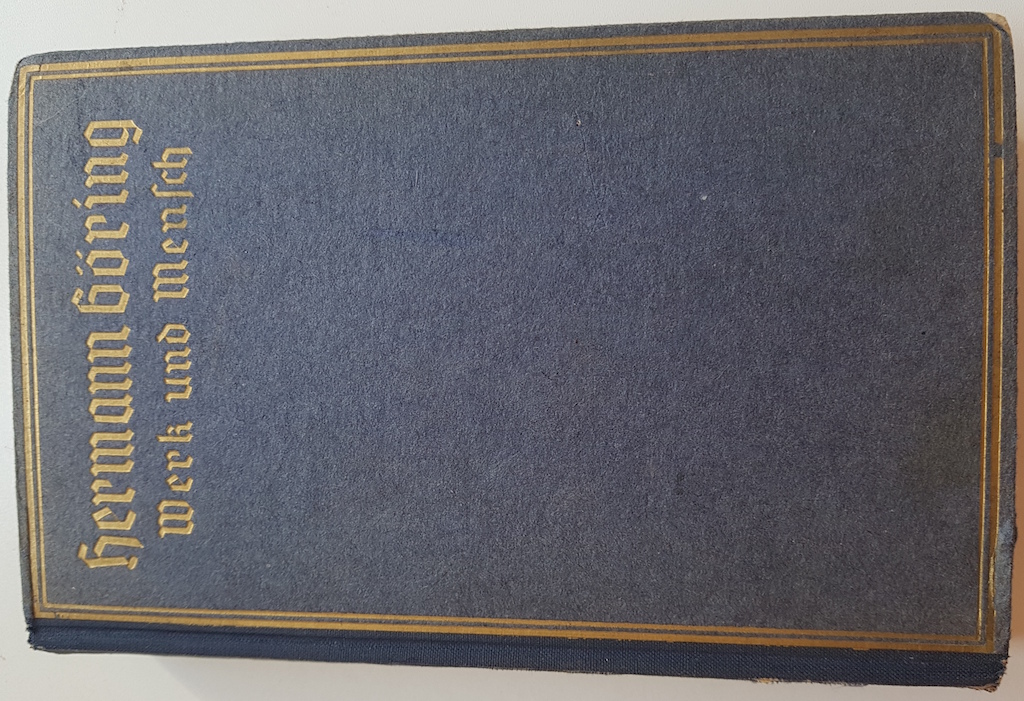 Hermann Göring
Werk und Menſch